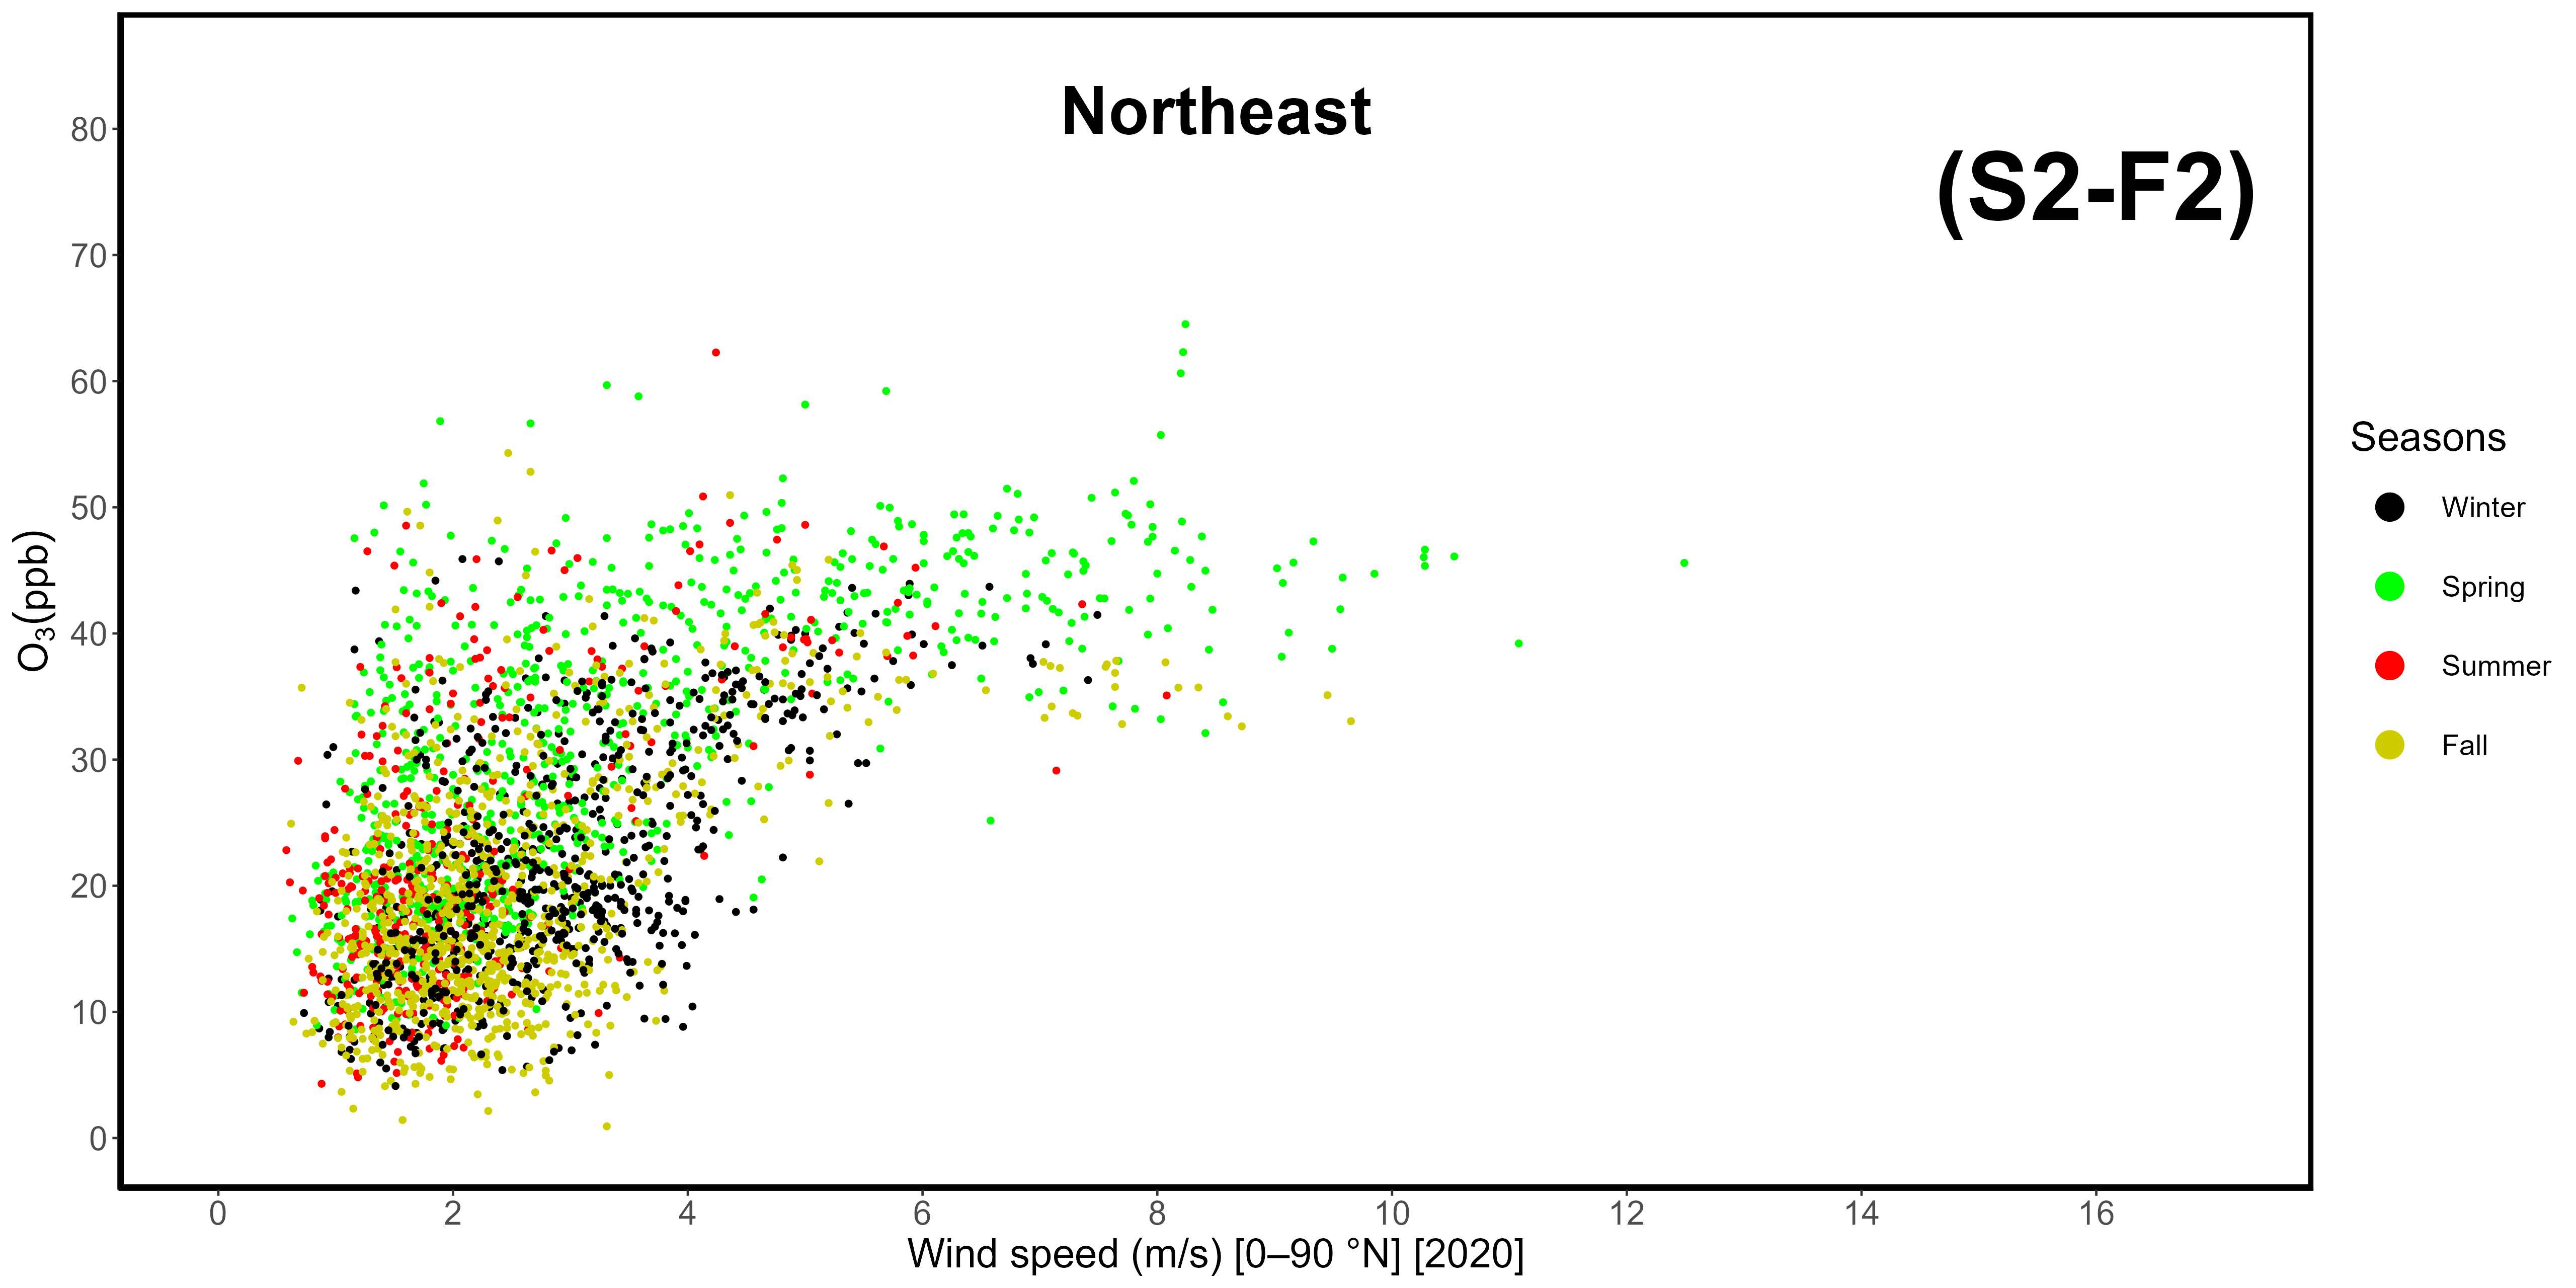 Northeast
(S2-F2)
80
70
60
50
40
30
20
10
0
O₃(ppb)
0 2 4 6 8 10 12 14 16
Wind speed (m/s) [0–90 °N] [2020]
Seasons
Winter
Spring
Summer
Fall